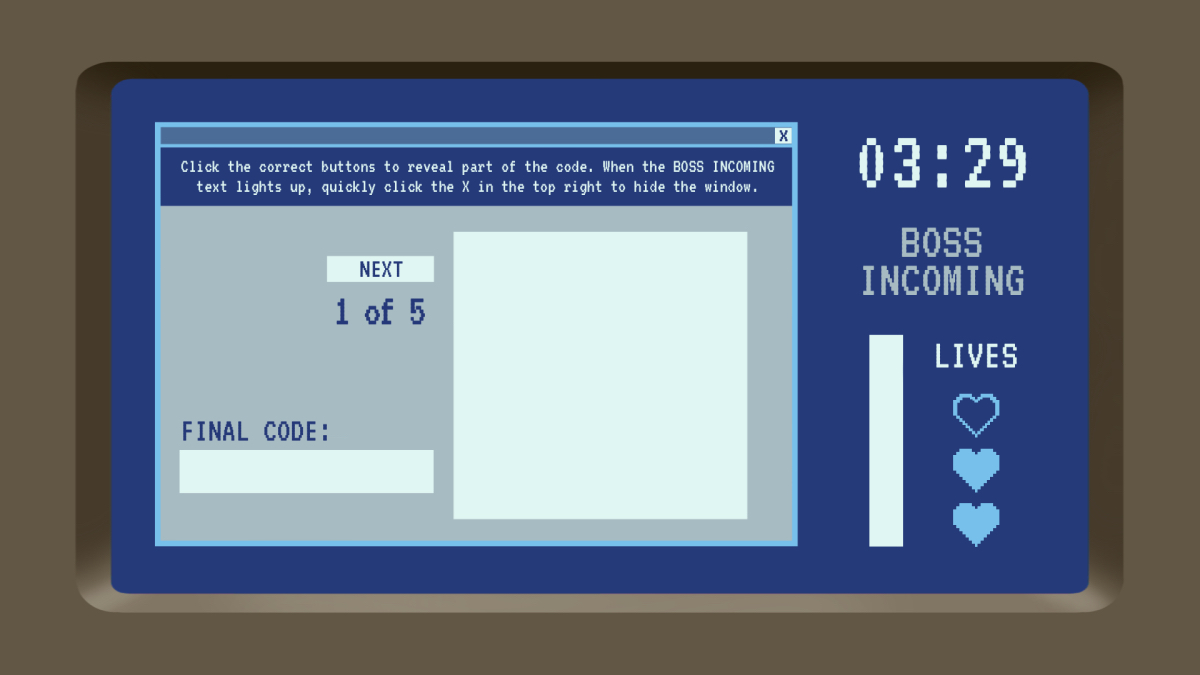 X
Click the correct buttons to reveal part of the code. When the BOSS INCOMING
text lights up, quickly click the X in the top right to hide the window.
NEXT
1 of 5
FINAL CODE:
03:29
BOSS
INCOMING
LIVES